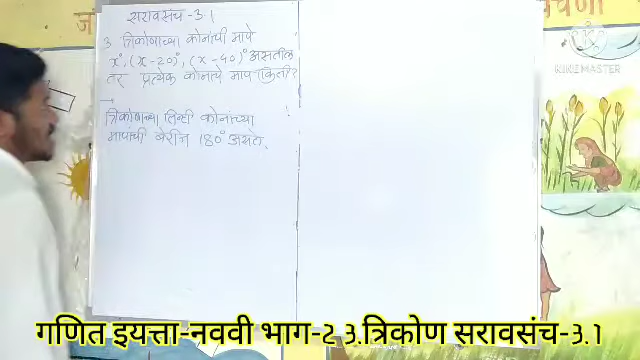 सरावसंच-3.1
3 त्रिकोणाच्या कोनांची मापे
x°, (x-20)°, (x-40)° असतील
तर प्रत्येक कोनाचे माप किती?
→
त्रिकोणाच्या तिन्ही कोनांच्या
मापांची बेरीज 180° असते.
KINEMASTER
गणित इयत्ता-नववी भाग-2 3.त्रिकोण सरावसंच-3.1